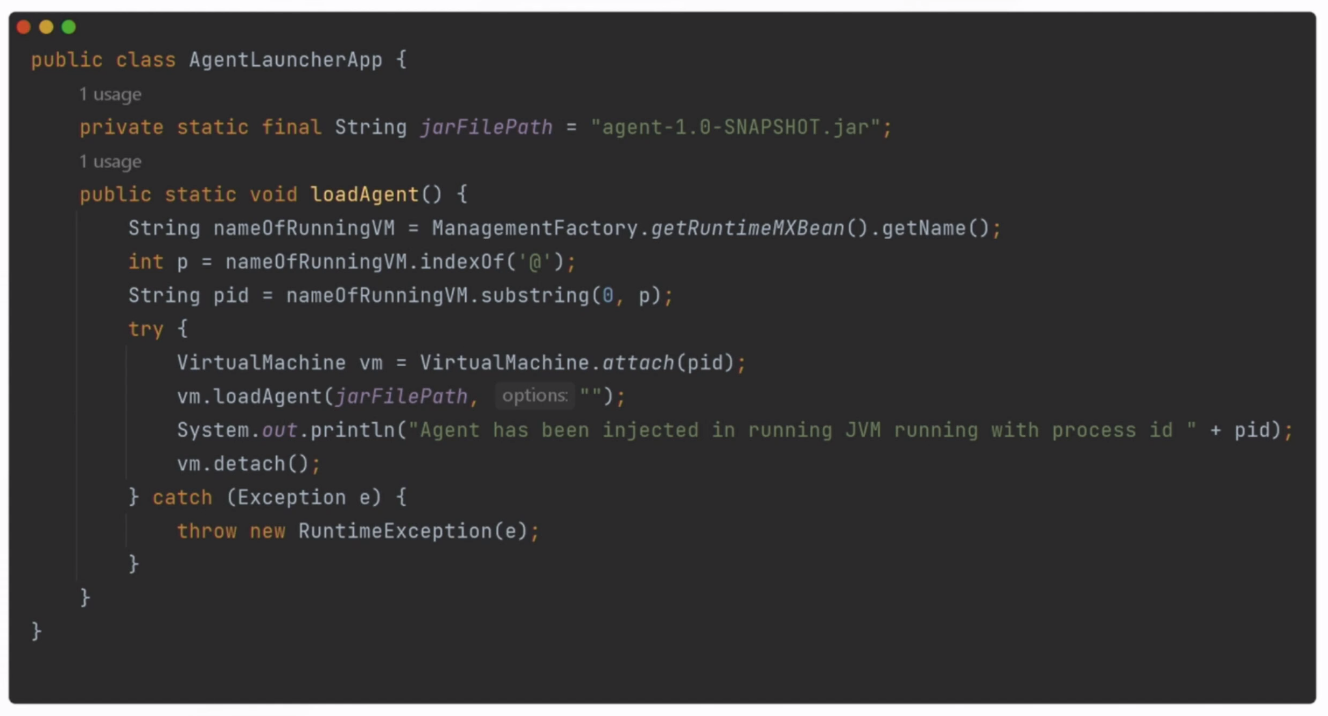 public class AgentLauncherApp {
1 usage
private static final String jarFilePath = "agent-1.0-SNAPSHOT.jar";
1 usage
public static void loadAgent() {
String nameOfRunningVM = ManagementFactory.getRuntimeMXBean().getName();
int p = nameOfRunningVM.indexOf('@');
String pid = nameOfRunningVM.substring(0, p);
try {
VirtualMachine vm = VirtualMachine.attach(pid);
vm.loadAgent(jarFilePath, options: "");
System.out.println("Agent has been injected in running JVM running with process id " + pid);
vm.detach();
} catch (Exception e) {
throw new RuntimeException(e);
}
}
}